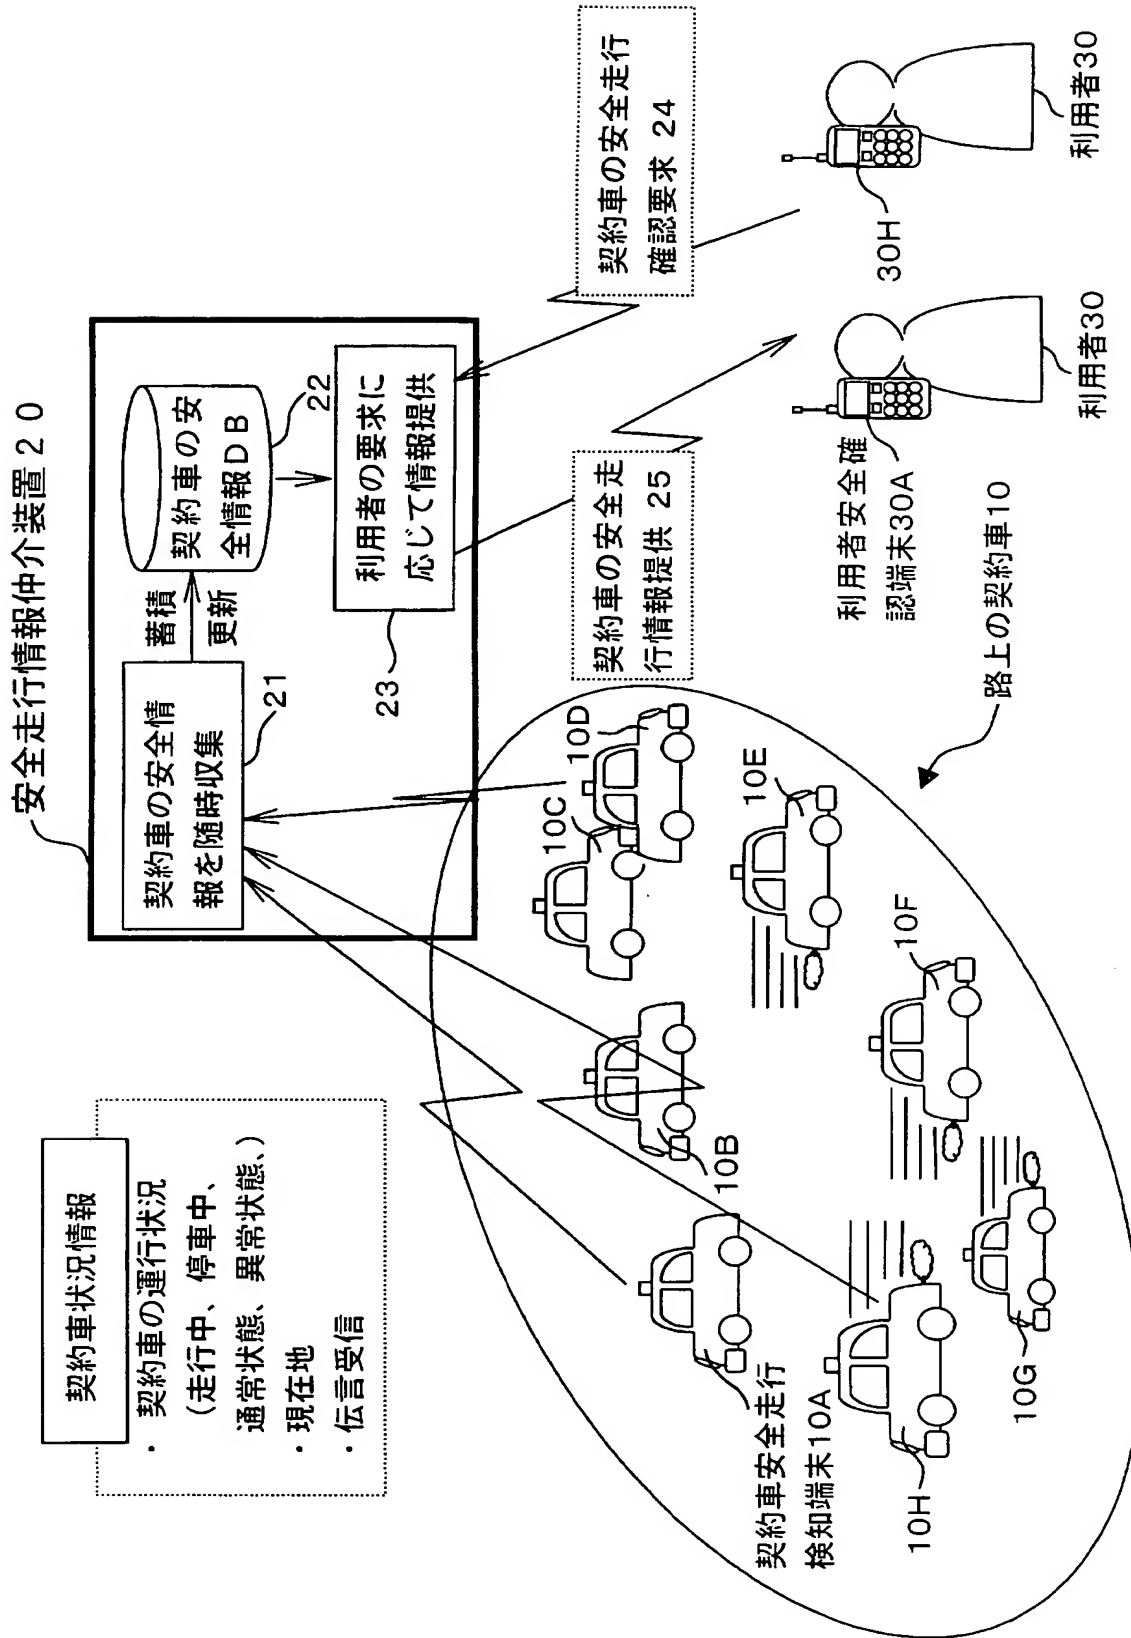 安全走行情報仲介装置20
契約車状況情報
・契約車の運行状況
(走行中、停車中、
通常状態、異常状態、)
・現在地
・伝言受信
契約車の安全情
報を随時収集
21
蓄積
更新
契約車の安
全情報DB
22
利用者の要求に
応じて情報提供
23
契約車の安全走行
確認要求 24
契約車の安全走
行情報提供 25
10D
10C
10E
10B
10F
契約車安全走行
検知端末10A
10H
10G
路上の契約車10
利用者安全確
認端末30A
利用者30
30H
利用者30